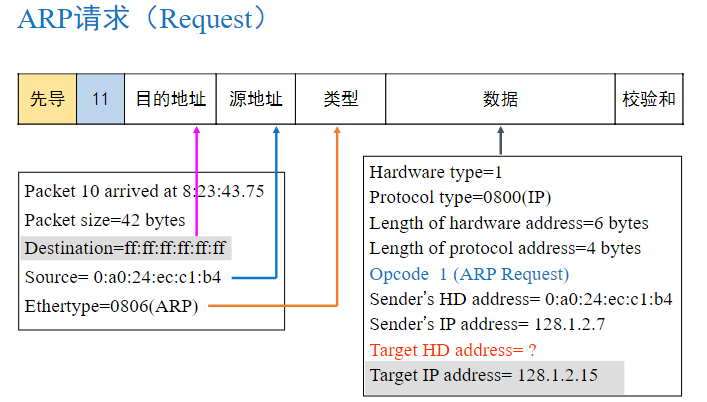 ARP请求（Request）
先导 11 目的地址 源地址 类型 数据 校验和
Packet 10 arrived at 8:23:43.75
Packet size=42 bytes
Destination=ff:ff:ff:ff:ff:ff
Source= 0:a0:24:ec:c1:b4
Ethertype=0806(ARP)
Hardware type=1
Protocol type=0800(IP)
Length of hardware address=6 bytes
Length of protocol address=4 bytes
Opcode  1 (ARP Request)
Sender’s HD address= 0:a0:24:ec:c1:b4
Sender’s IP address= 128.1.2.7
Target HD address= ?
Target IP address= 128.1.2.15